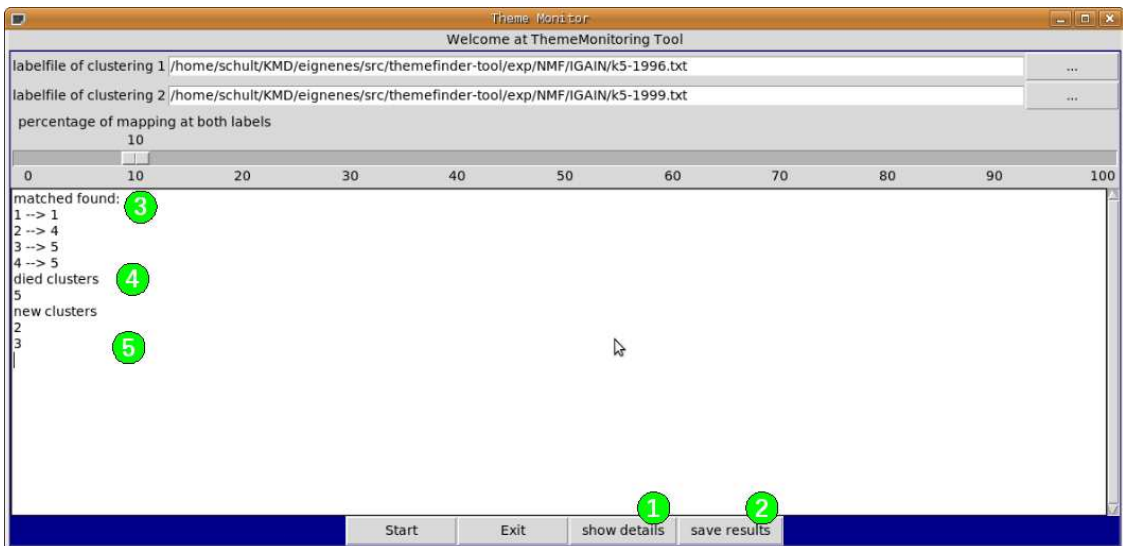 Theme Monitor
Welcome at ThemeMonitoring Tool
labelfile of clustering 1 /home/schult/KMD/eignenes/src/themefinder-tool/exp/NMF/IGAIN/k5-1996.txt ...
labelfile of clustering 2 /home/schult/KMD/eignenes/src/themefinder-tool/exp/NMF/IGAIN/k5-1999.txt ...
percentage of mapping at both labels
10
0 10 20 30 40 50 60 70 80 90 100
matched found: 3
1 --> 1
2 --> 4
3 --> 5
4 --> 5
died clusters 4
5
new clusters
2
3 5
1 2
Start Exit show details save results